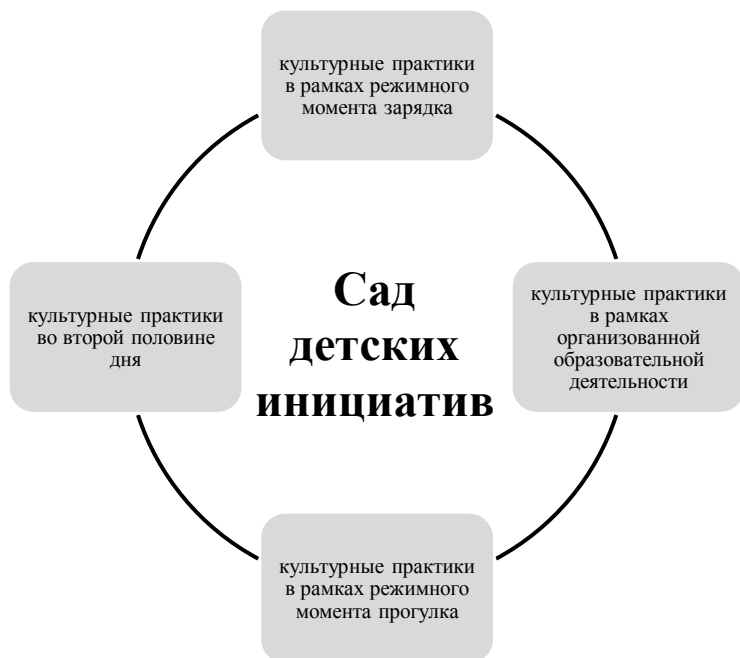 культурные практики
в рамках режимного
момента зарядка
культурные практики
во второй половине
дня
Сад
детских
инициатив
культурные практики
в рамках
организованной
образовательной
деятельности
культурные практики
в рамках режимного
момента прогулка